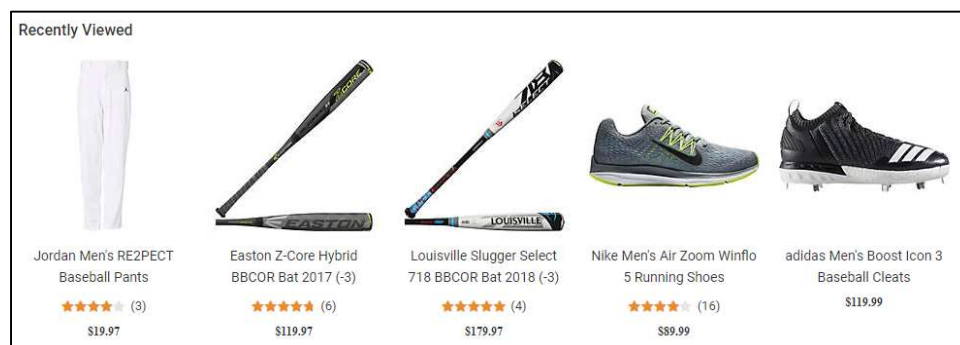 Recently Viewed
Jordan Men's RE2PECT
Baseball Pants
(3)
$19.97
Z-CORE
EASTON
Easton Z-Core Hybrid
BBCOR Bat 2017 (-3)
(6)
$119.97
SELECT
LOUISVILLE
Louisville Slugger Select
718 BBCOR Bat 2018 (-3)
(4)
$179.97
Nike Men's Air Zoom Winflo
5 Running Shoes
(16)
$89.99
adidas Men's Boost Icon 3
Baseball Cleats
$119.99